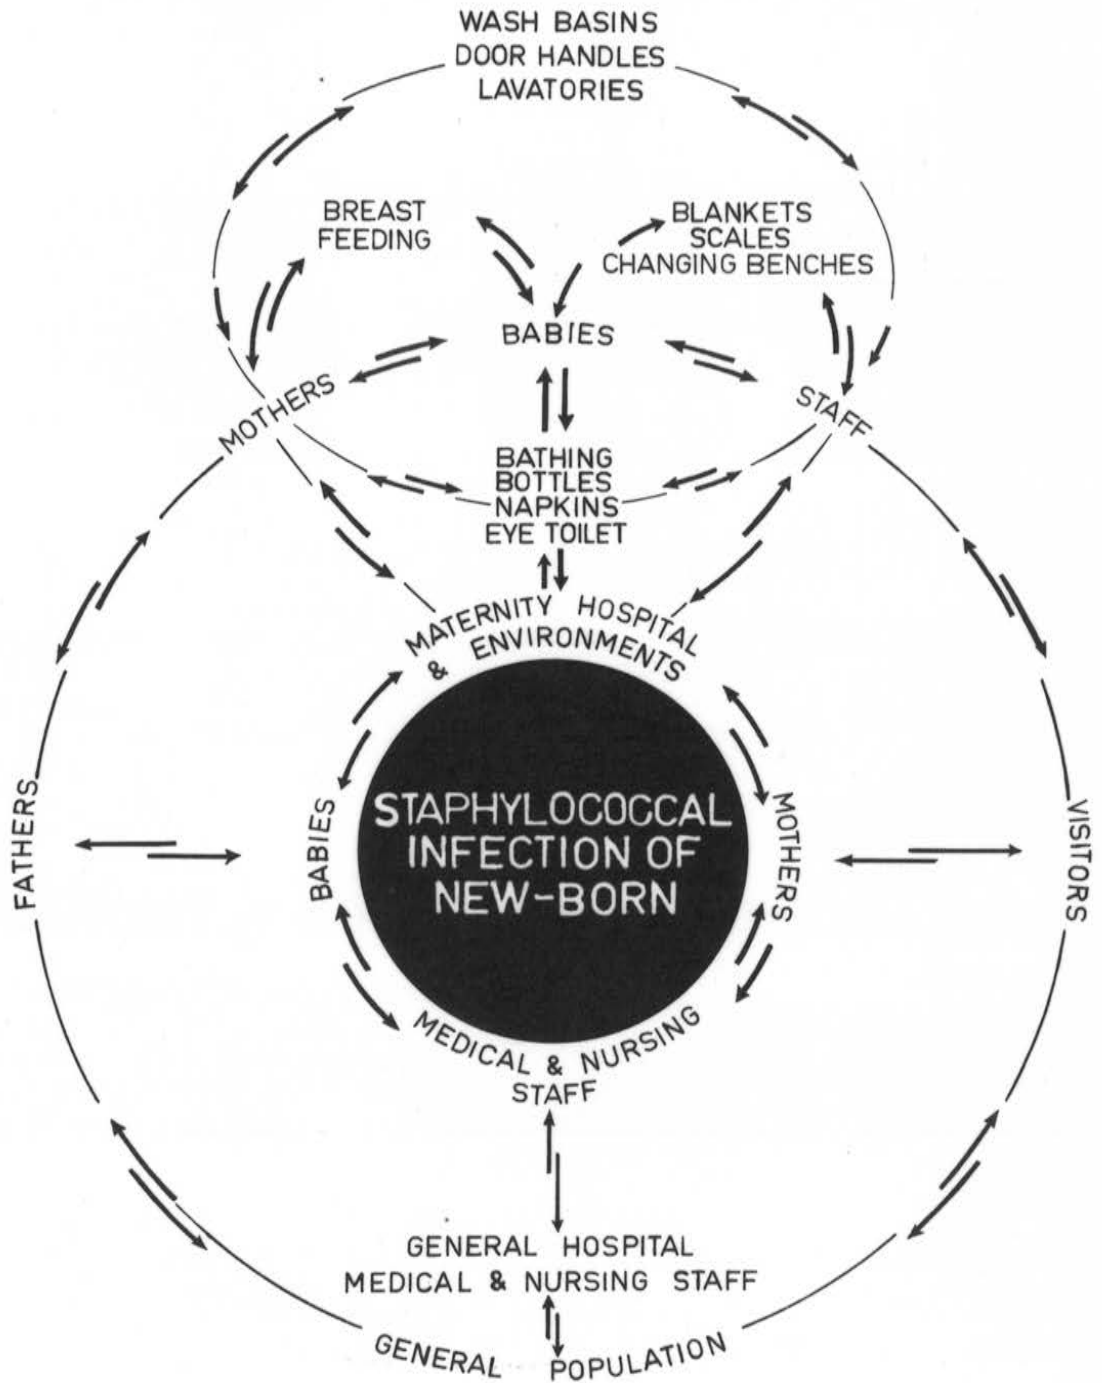 WASH BASINS
DOOR HANDLES
LAVATORIES
BREAST
FEEDING
BLANKETS
SCALES
CHANGING BENCHES
BABIES
MOTHERS
STAFF
BATHING
BOTTLES
NAPKINS
EYE TOILET
MATERNITY HOSPITAL
& ENVIRONMENTS
STAPHYLOCOCCAL
INFECTION OF
NEW-BORN
FATHERS
BABIES
MOTHERS
VISITORS
MEDICAL & NURSING
STAFF
GENERAL HOSPITAL
MEDICAL & NURSING STAFF
GENERAL POPULATION